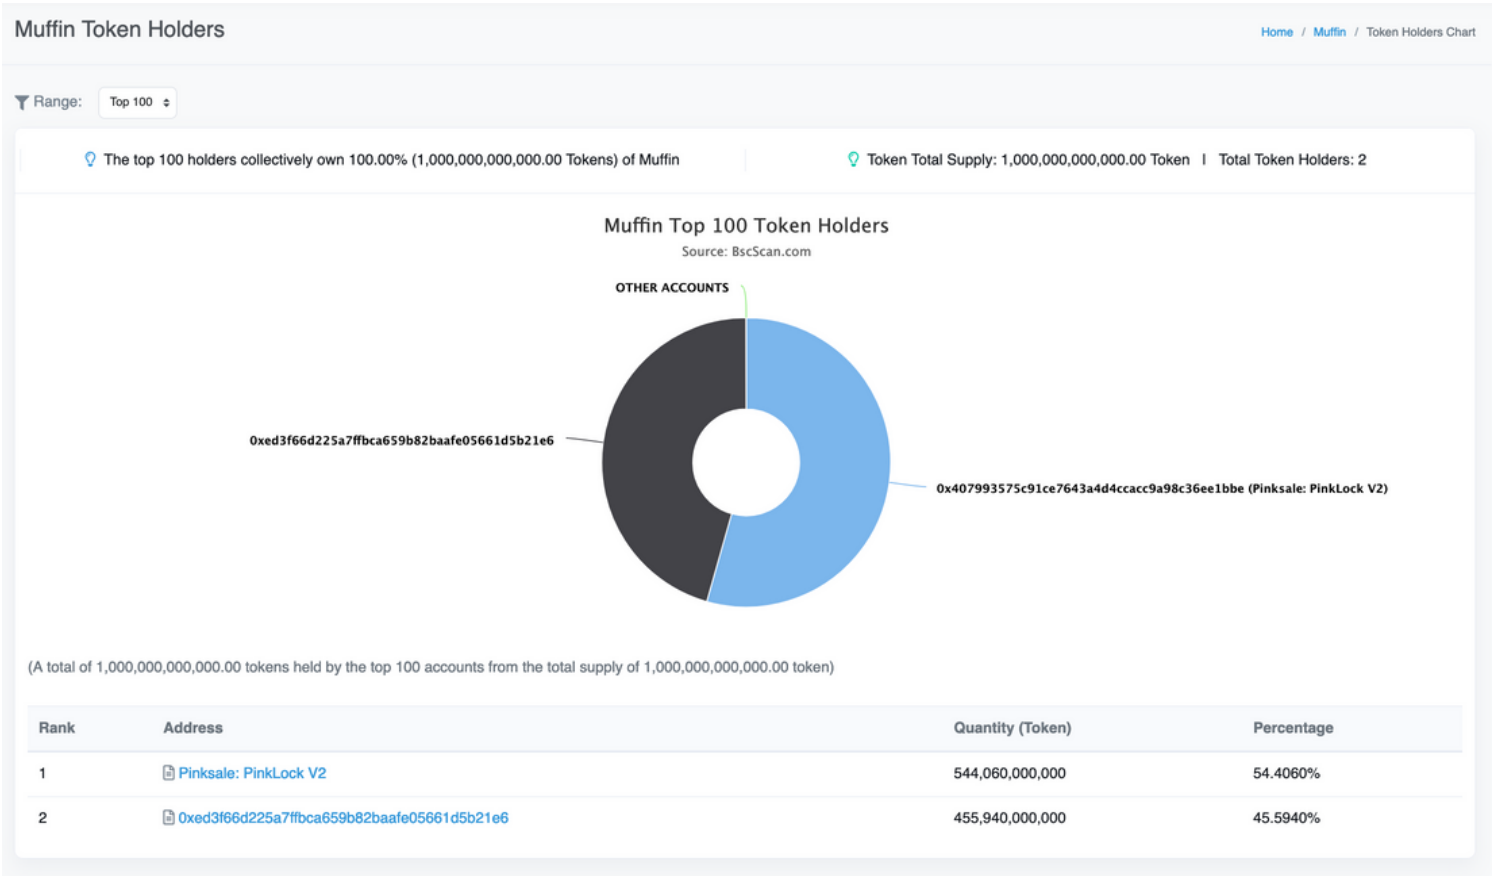 Muffin Token Holders
Home / Muffin / Token Holders Chart
Range: Top 100
The top 100 holders collectively own 100.00% (1,000,000,000,000.00 Tokens) of Muffin
Token Total Supply: 1,000,000,000,000.00 Token | Total Token Holders: 2
Muffin Top 100 Token Holders
Source: BscScan.com
OTHER ACCOUNTS
0xed3f66d225a7ffbca659b82baafe05661d5b21e6
0x407993575c91ce7643a4d4ccacc9a98c36ee1bbe (Pinksale: PinkLock V2)
(A total of 1,000,000,000,000.00 tokens held by the top 100 accounts from the total supply of 1,000,000,000,000.00 token)
Rank Address Quantity (Token) Percentage
1 Pinksale: PinkLock V2 544,060,000,000 54.4060%
2 0xed3f66d225a7ffbca659b82baafe05661d5b21e6 455,940,000,000 45.5940%